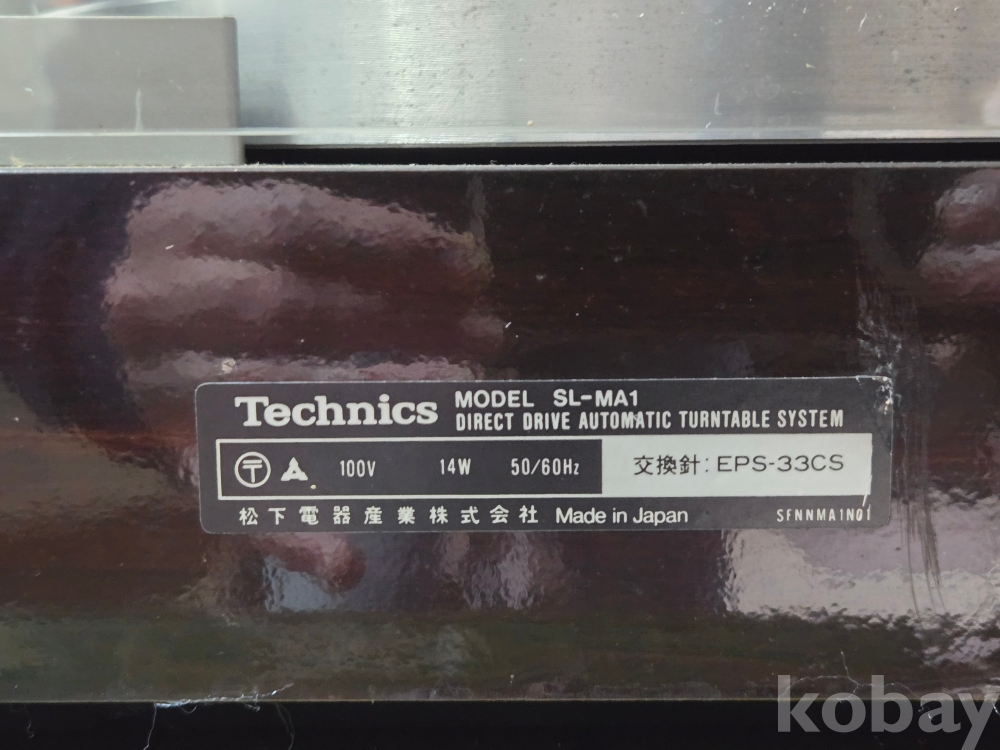 Technics MODEL SL-MA1
DIRECT DRIVE AUTOMATIC TURNTABLE SYSTEM
〒 100V 14W 50/60Hz 交換針: EPS-33CS
松下電器産業株式会社 Made in Japan SFNNMA1N01
kobay